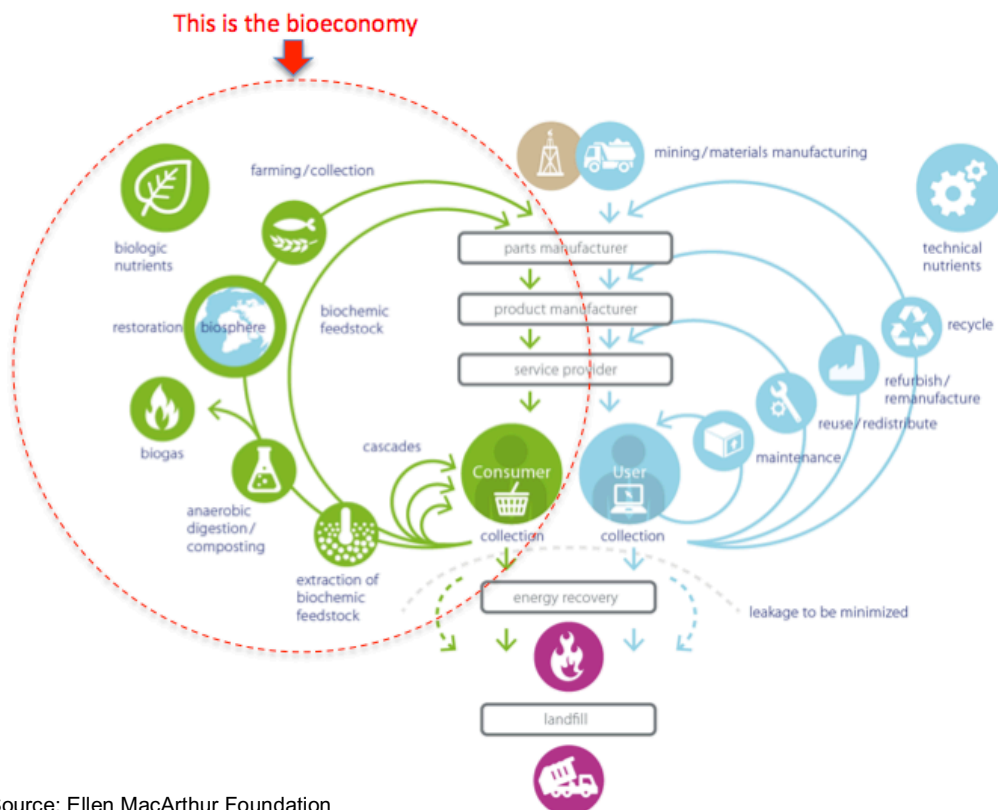 This is the bioeconomy
mining/materials manufacturing
farming/collection
biologic
nutrients
technical
nutrients
parts manufacturer
restoration
biosphere
biochemic
feedstock
product manufacturer
recycle
service provider
refurbish/
remanufacture
reuse/redistribute
biogas
cascades
Consumer
User
maintenance
anaerobic
digestion/
composting
collection
collection
extraction of
biochemic
feedstock
energy recovery
leakage to be minimized
landfill
ource: Ellen MacArthur Foundation